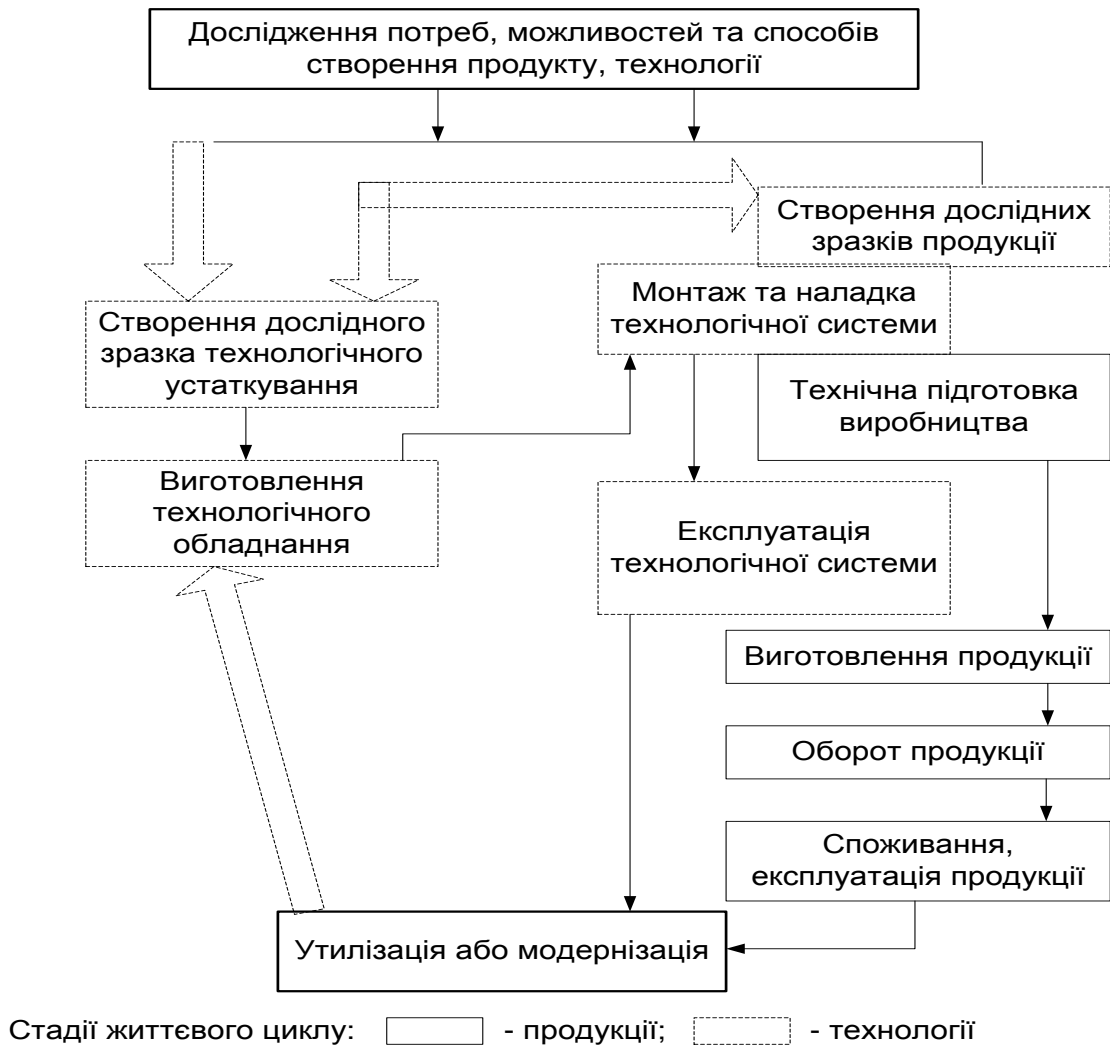 Дослідження потреб, можливостей та способів
створення продукту, технології
Створення дослідних
зразків продукції
Монтаж та наладка
технологічної системи
Створення дослідного
зразка технологічного
устаткування
Технічна підготовка
виробництва
Виготовлення
технологічного
обладнання
Експлуатація
технологічної системи
Виготовлення продукції
Оборот продукції
Споживання,
експлуатація продукції
Утилізація або модернізація
Стадії життєвого циклу: - продукції; - технології